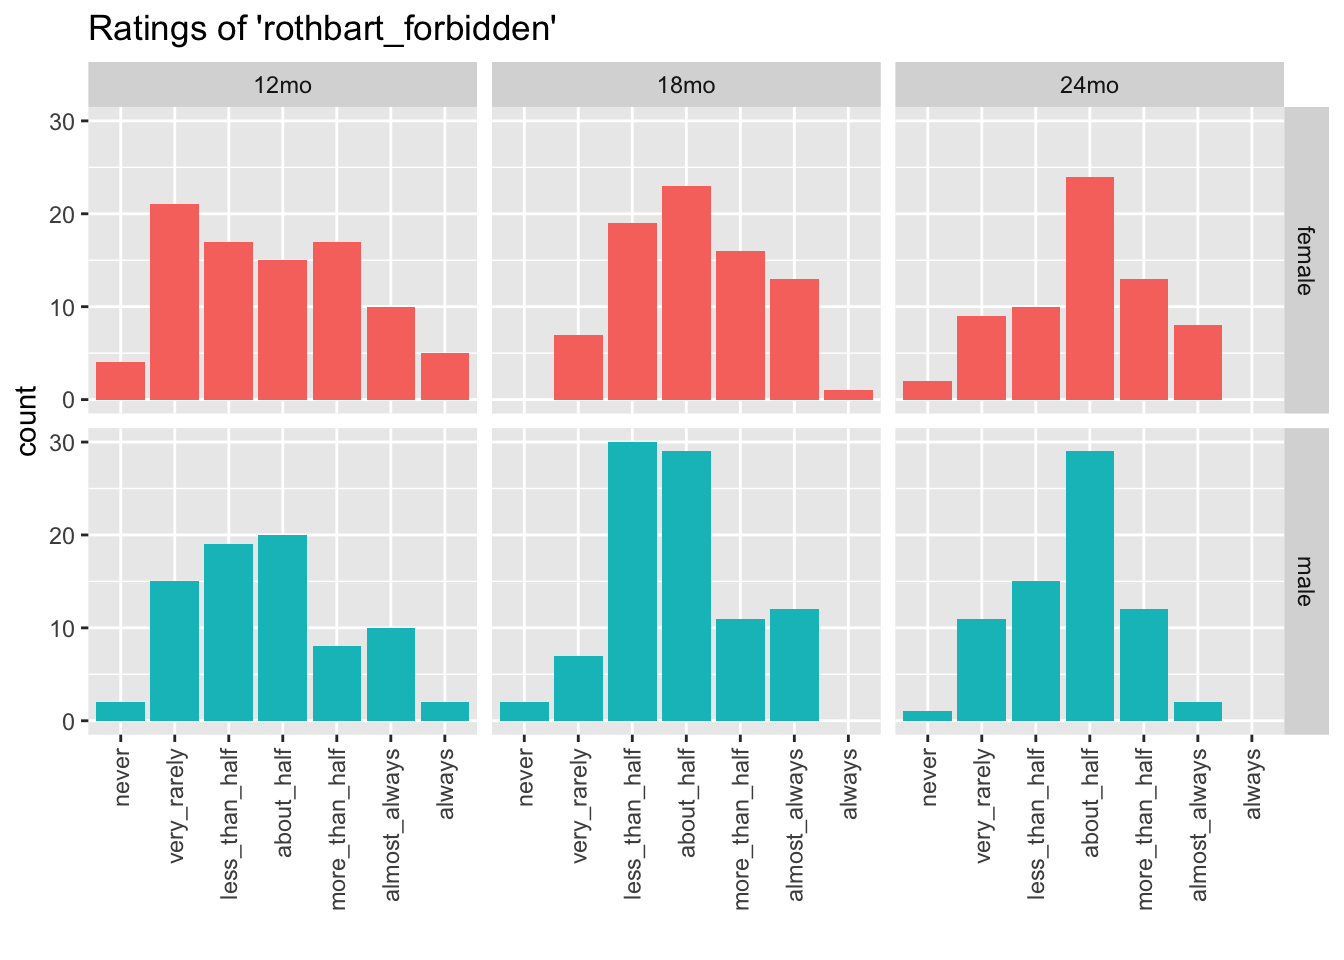 Ratings of 'rothbart_forbidden'
12mo 18mo 24mo
30
20
10
0
female
count
30
20
10
0
male
never very_rarely less_than_half about_half more_than_half almost_always always never very_rarely less_than_half about_half more_than_half almost_always always never very_rarely less_than_half about_half more_than_half almost_always always